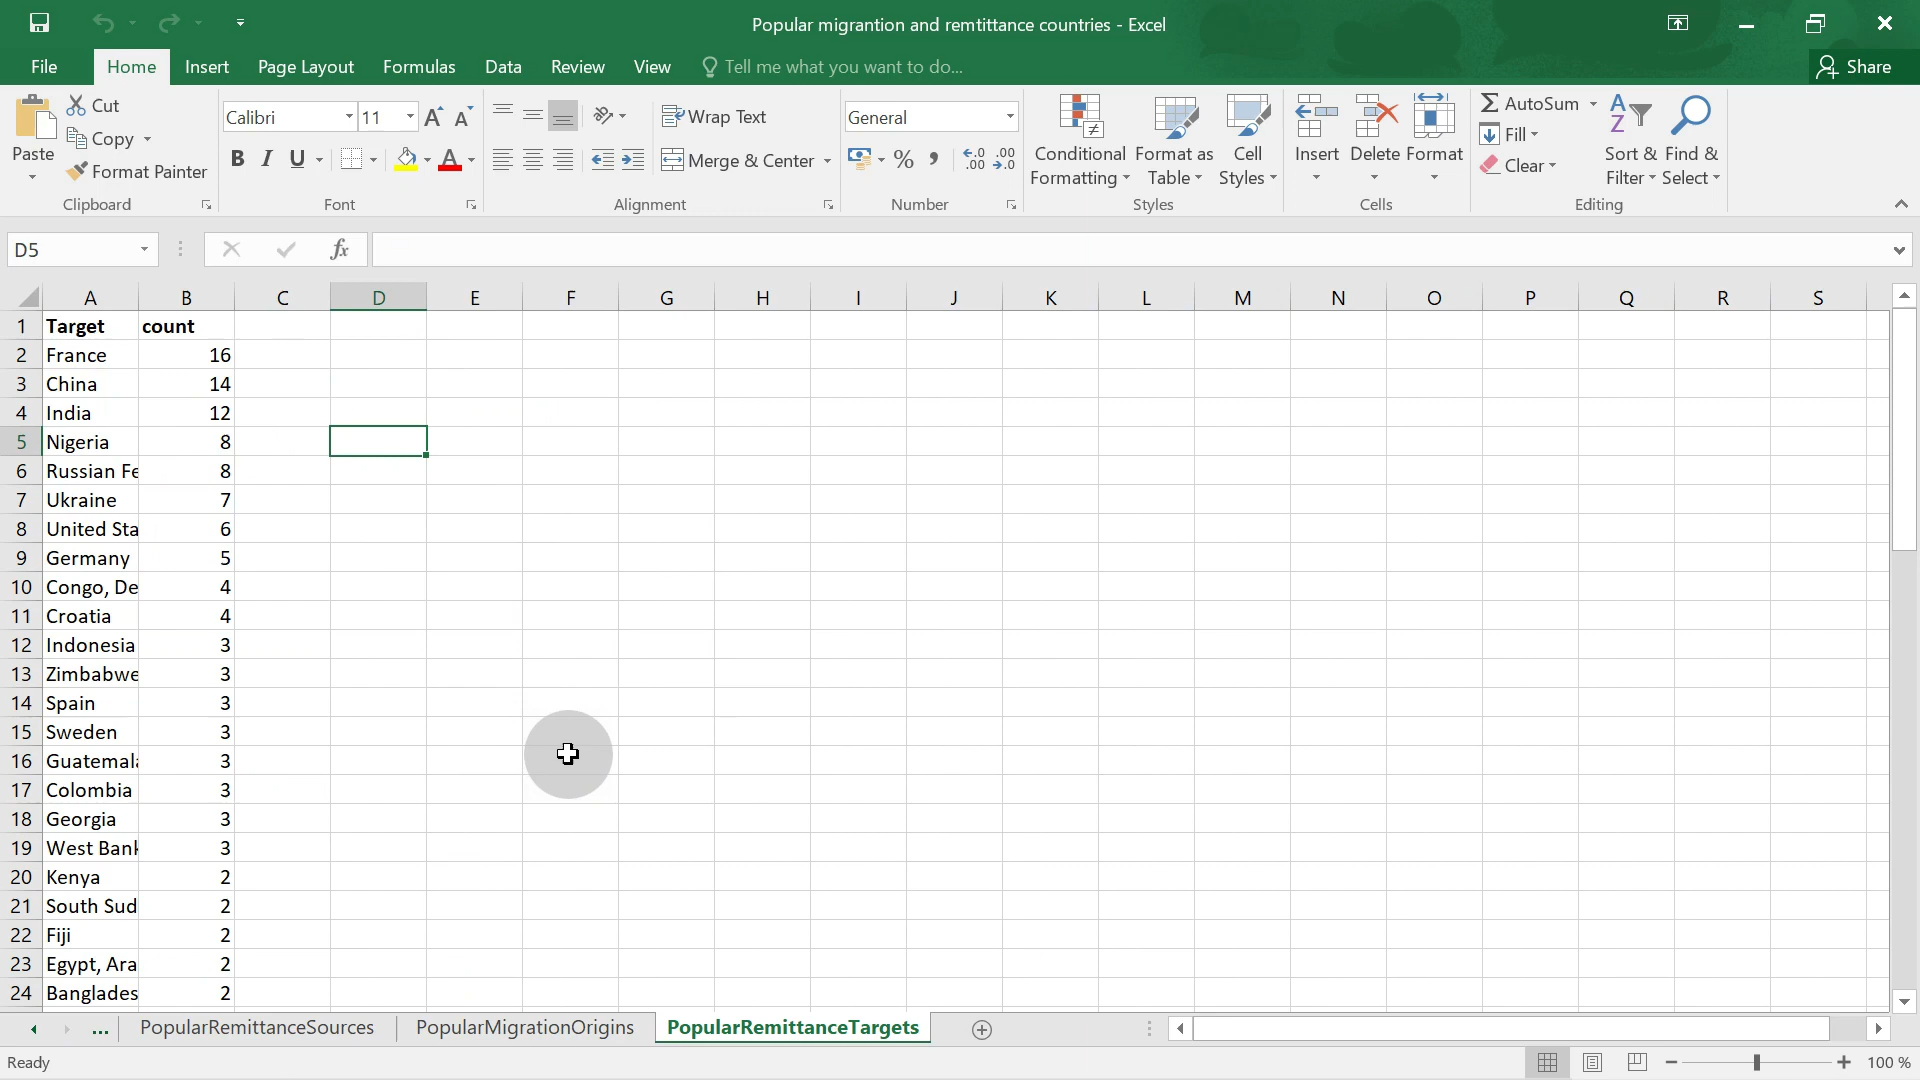 Popular migrantion and remtittance countries - Excel
File Home Insert Page Layout Formulas Data Review View Tell me what you want to do... Share
Paste Cut Copy Format Painter Clipboard
Calibri 11 B I U A A A Font
Wrap Text Merge & Center Alignment
General % , .0 .00 .00 .0 Number
Conditional Formatting Format as Table Cell Styles Styles
Insert Delete Format Cells
AutoSum Fill Clear Sort & Filter Find & Select Editing
D5 fx
A B C D E F G H I J K L M N O P Q R S
1 Target count
2 France 16
3 China 14
4 India 12
5 Nigeria 8
6 Russian Fe 8
7 Ukraine 7
8 United Sta 6
9 Germany 5
10 Congo, De 4
11 Croatia 4
12 Indonesia 3
13 Zimbabwe 3
14 Spain 3
15 Sweden 3
16 Guatemala 3
17 Colombia 3
18 Georgia 3
19 West Bank 3
20 Kenya 2
21 South Sud 2
22 Fiji 2
23 Egypt, Ara 2
24 Banglades 2
... PopularRemittanceSources PopularMigrationOrigins PopularRemittanceTargets
Ready 100 %